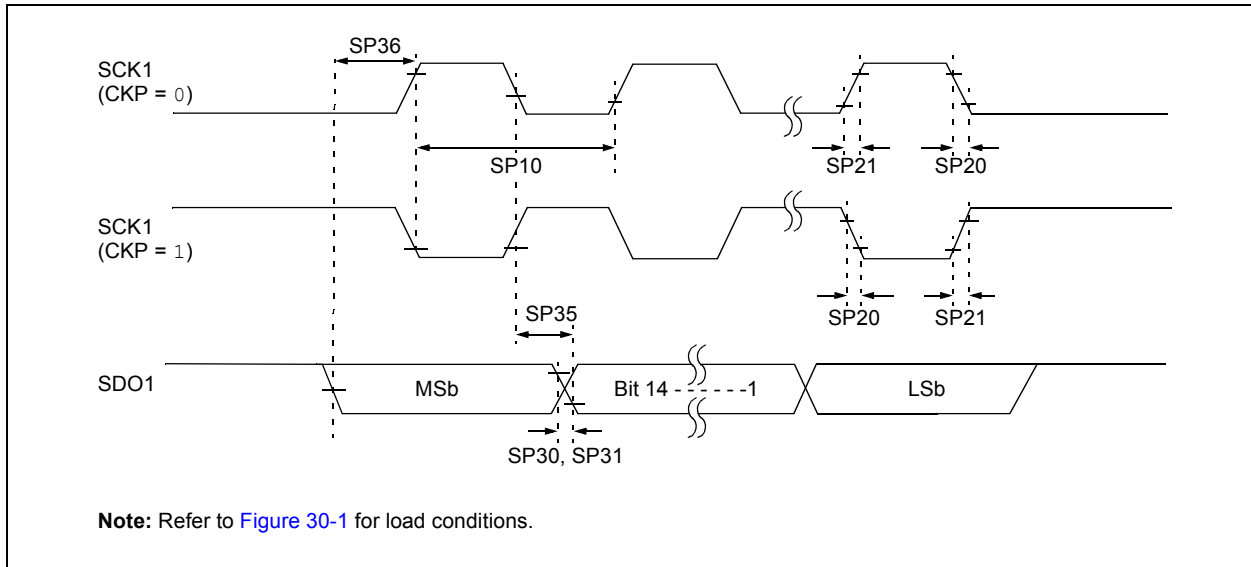 SP36
SCK1
(CKP = 0)
SP10
SP21
SP20
SCK1
(CKP = 1)
SP35
SP20
SP21
SDO1
MSb
Bit 14 - - - - - -1
LSb
SP30, SP31
Note: Refer to Figure 30-1 for load conditions.